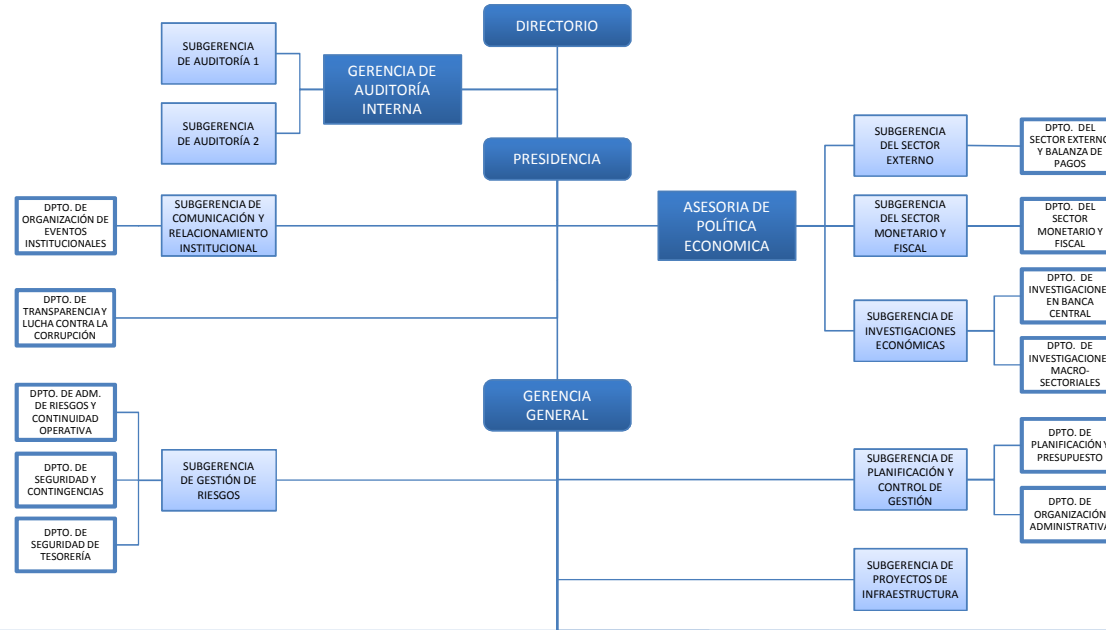 DIRECTORIO
SUBGERENCIA
DE AUDITORÍA 1
GERENCIA DE
AUDITORÍA
INTERNA
SUBGERENCIA
DE AUDITORÍA 2
PRESIDENCIA
SUBGERENCIA
DEL SECTOR
EXTERNO
DPTO. DEL
SECTOR EXTERNO
Y BALANZA DE
PAGOS
DPTO. DE
ORGANIZACIÓN DE
EVENTOS
INSTITUCIONALES
SUBGERENCIA DE
COMUNICACIÓN Y
RELACIONAMIENTO
INSTITUCIONAL
ASESORIA DE
POLÍTICA
ECONOMICA
SUBGERENCIA
DEL SECTOR
MONETARIO Y
FISCAL
DPTO. DEL
SECTOR
MONETARIO Y
FISCAL
DPTO. DE
TRANSPARENCIA Y
LUCHA CONTRA LA
CORRUPCIÓN
SUBGERENCIA DE
INVESTIGACIONES
ECONÓMICAS
DPTO. DE
INVESTIGACIONE
EN BANCA
CENTRAL
DPTO. DE
INVESTIGACIONE
MACRO-
SECTORIALES
GERENCIA
GENERAL
DPTO. DE ADM.
DE RIESGOS Y
CONTINUIDAD
OPERATIVA
DPTO. DE
SEGURIDAD Y
CONTINGENCIAS
DPTO. DE
SEGURIDAD DE
TESORERÍA
SUBGERENCIA
DE GESTIÓN DE
RIESGOS
SUBGERENCIA DE
PLANIFICACIÓN Y
CONTROL DE
GESTIÓN
DPTO. DE
PLANIFICACIÓN Y
PRESUPUESTO
DPTO. DE
ORGANIZACIÓN
ADMINISTRATIVA
SUBGERENCIA DE
PROYECTOS DE
INFRAESTRUCTURA